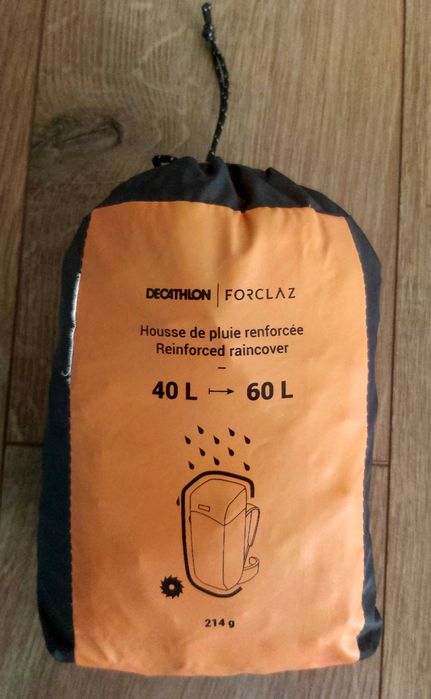 DECATHLON | FORCLAZ
Housse de pluie renforcée
Reinforced raincover
–
40 L ↦ 60 L
214 g